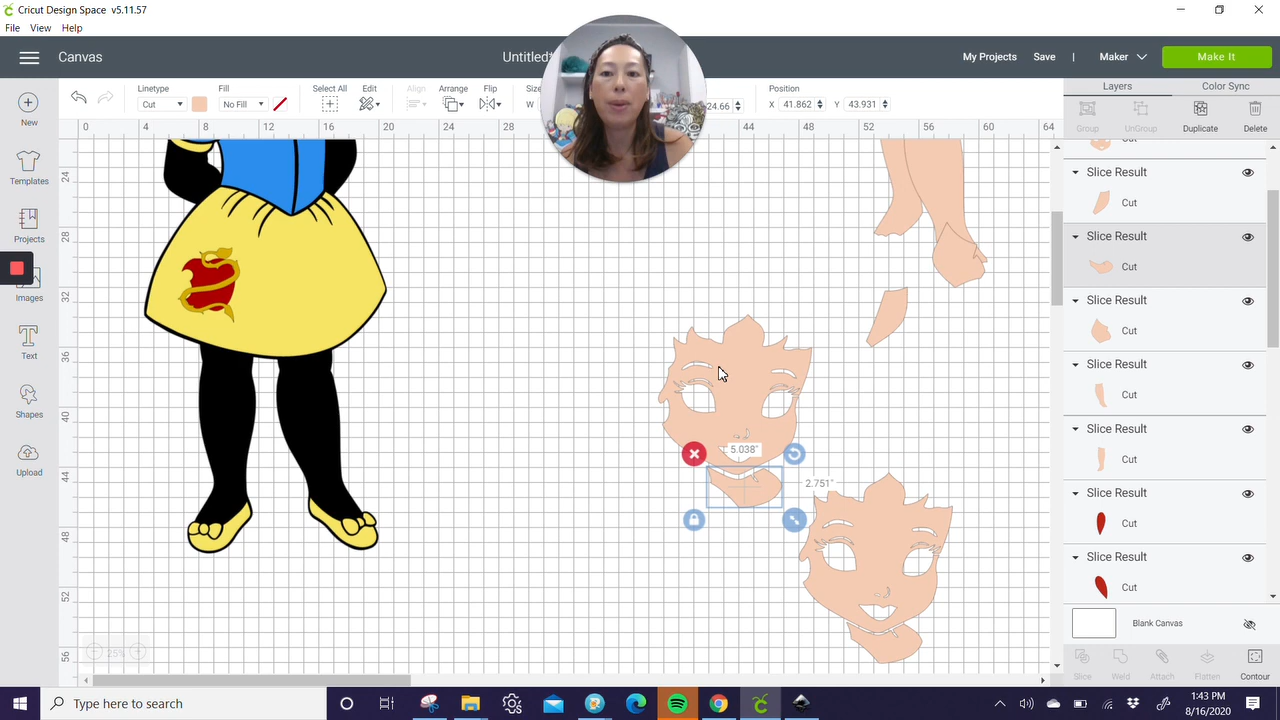 Cricut Design Space v5.11.57
File View Help
Canvas
Untitled*
My Projects Save | Maker Make It
Linetype
Cut
Fill
No Fill
Select All
Edit
Align
Arrange
Flip
Size
W
24.66
Position
X 41.862
Y 43.931
Layers Color Sync
Group UnGroup Duplicate Delete
New
Templates
Projects
Images
Text
Shapes
Upload
0 4 8 12 16 20 24 28 44 48 52 56 60 64
24
28
32
36
40
44
48
52
56
5.038"
2.751"
25%
Cut
Slice Result
Cut
Slice Result
Cut
Slice Result
Cut
Slice Result
Cut
Slice Result
Cut
Slice Result
Cut
Slice Result
Cut
Blank Canvas
Slice Weld Attach Flatten Contour
Type here to search
1:43 PM
8/16/2020